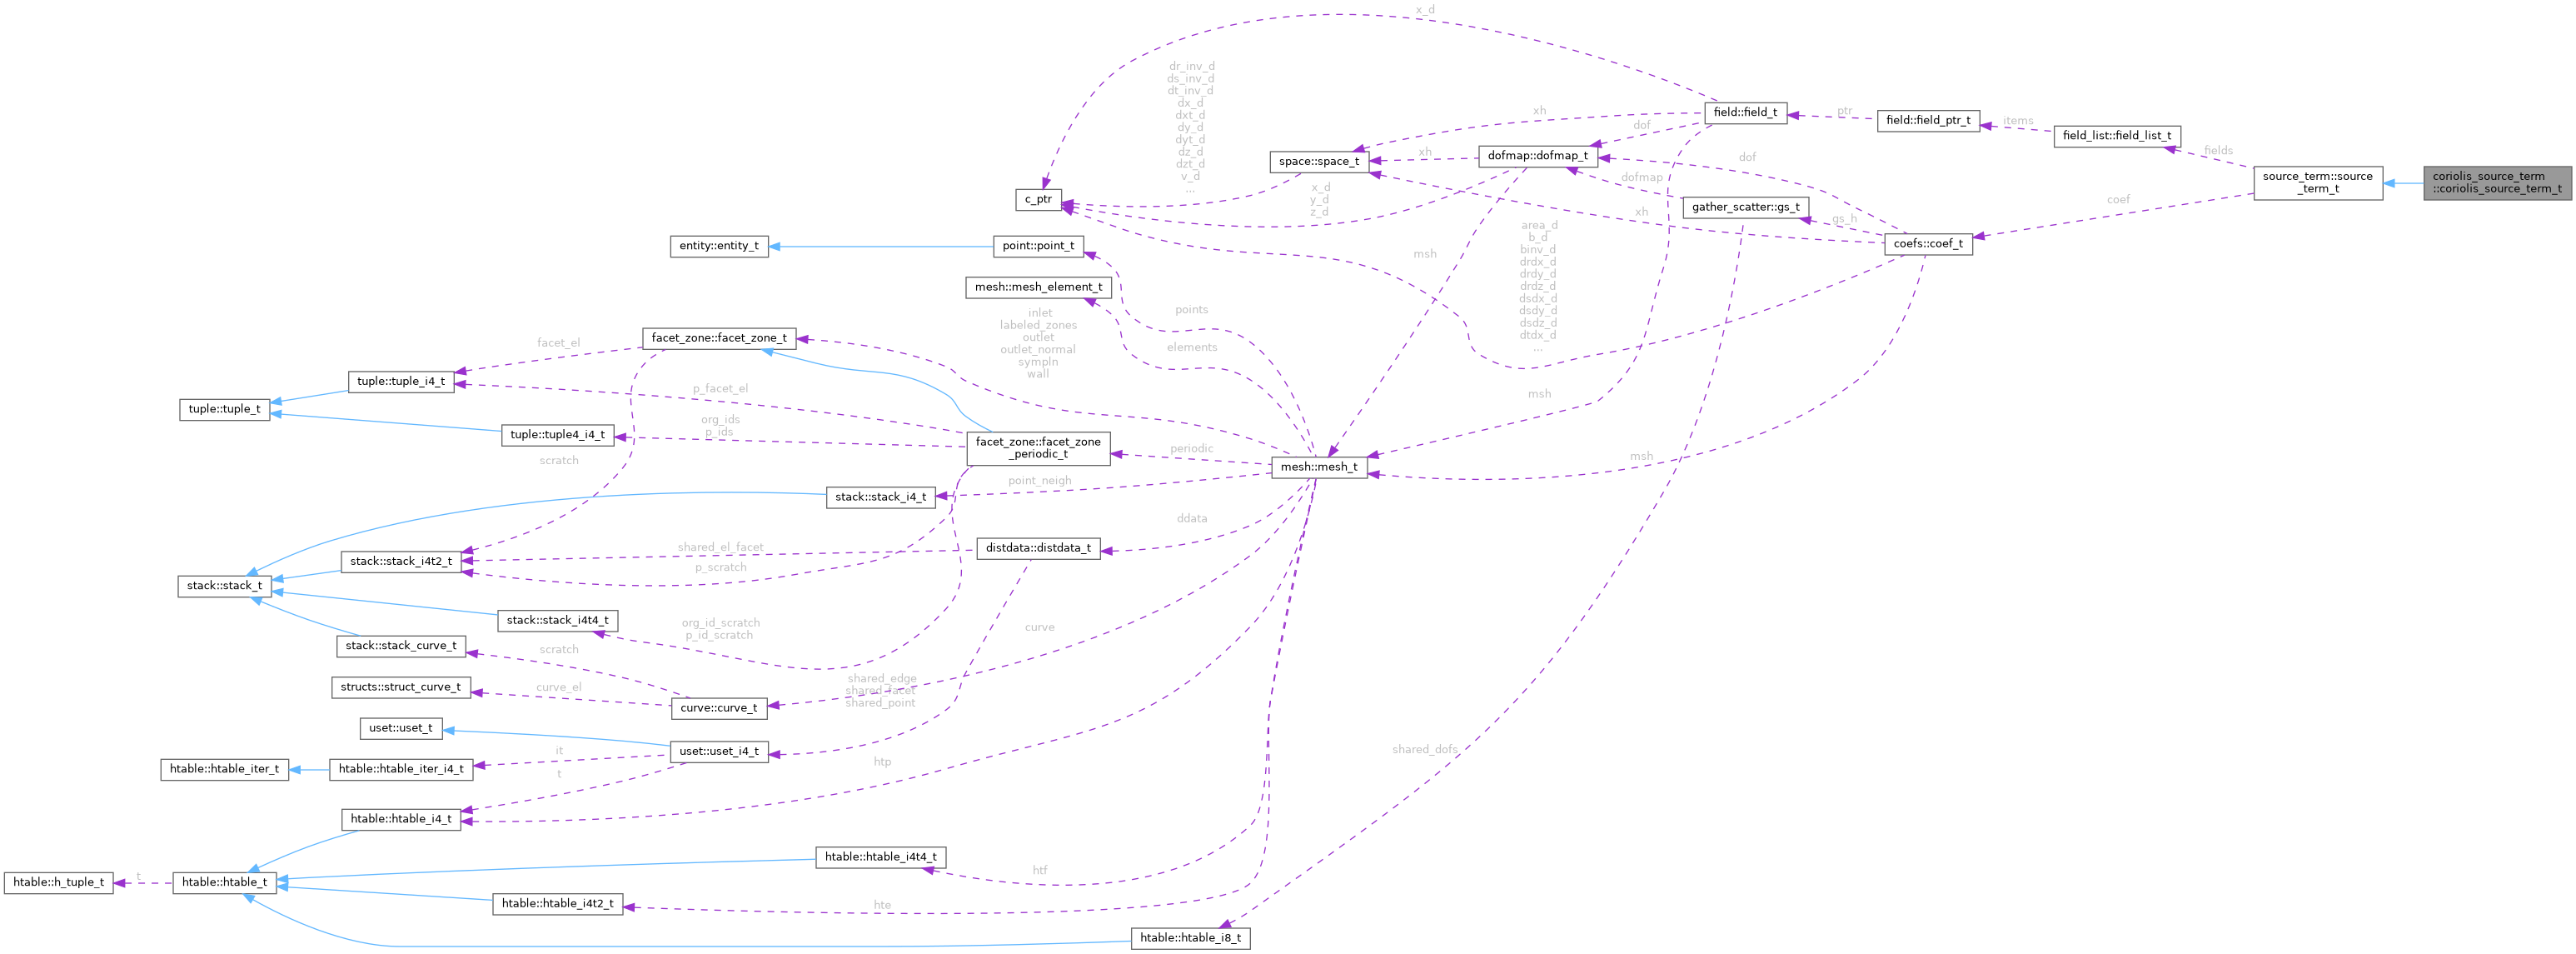 x_d
dr_inv_d
ds_inv_d
dt_inv_d
dx_d
dxt_d
dy_d
dyt_d
dz_d
dzt_d
v_d
...
xh
field::field_t
ptr
field::field_ptr_t
items
field_list::field_list_t
dof
xh
dofmap::dofmap_t
space::space_t
dof
fields
source_term::source
_term_t
coriolis_source_term
::coriolis_source_term_t
dofmap
x_d
y_d
z_d
c_ptr
gather_scatter::gs_t
xh
gs_h
coef
coefs::coef_t
entity::entity_t
point::point_t
msh
area_d
b_d
binv_d
drdx_d
drdy_d
drdz_d
dsdx_d
dsdy_d
dsdz_d
dtdx_d
...
mesh::mesh_element_t
points
elements
inlet
labeled_zones
outlet
outlet_normal
sympln
wall
facet_zone::facet_zone_t
facet_el
tuple::tuple_i4_t
p_facet_el
tuple::tuple_t
msh
org_ids
p_ids
tuple::tuple4_i4_t
facet_zone::facet_zone
_periodic_t
periodic
mesh::mesh_t
msh
scratch
point_neigh
stack::stack_i4_t
ddata
shared_el_facet
distdata::distdata_t
stack::stack_i4t2_t
p_scratch
stack::stack_t
stack::stack_i4t4_t
org_id_scratch
p_id_scratch
curve
stack::stack_curve_t
scratch
structs::struct_curve_t
curve_el
shared_edge
shared_facet
shared_point
curve::curve_t
uset::uset_t
uset::uset_i4_t
it
t
shared_dofs
htable::htable_iter_t
htable::htable_iter_i4_t
htp
htable::htable_i4_t
htable::htable_i4t4_t
htf
htable::h_tuple_t
t
htable::htable_t
htable::htable_i4t2_t
hte
htable::htable_i8_t